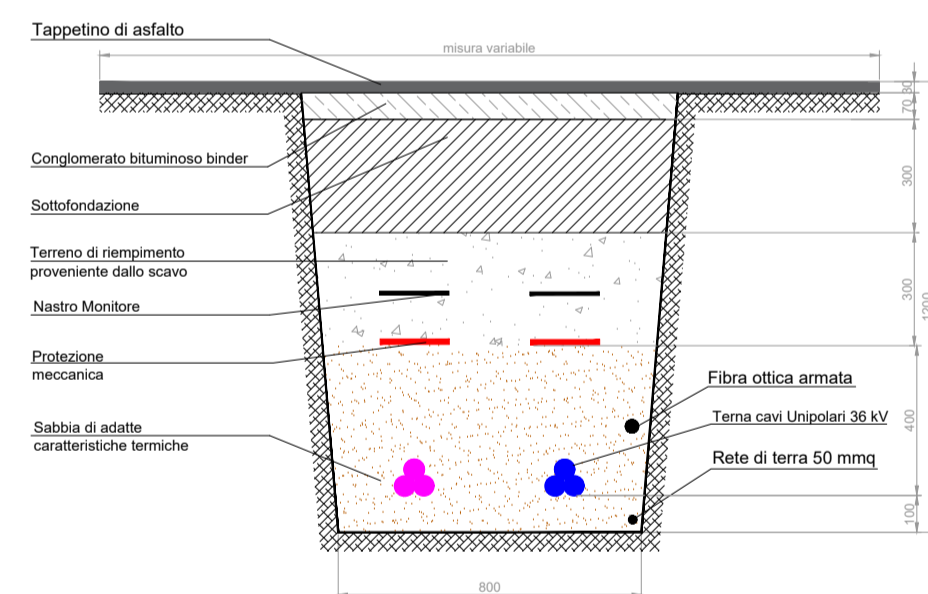 Tappetino di asfalto
misura variabile
30
70
Conglomerato bituminoso binder
300
Sottofondazione
Terreno di riempimento
proveniente dallo scavo
300
Nastro Monitore
1200
Protezione
meccanica
Fibra ottica armata
400
Terna cavi Unipolari 36 kV
Sabbia di adatte
caratteristiche termiche
Rete di terra 50 mmq
100
800